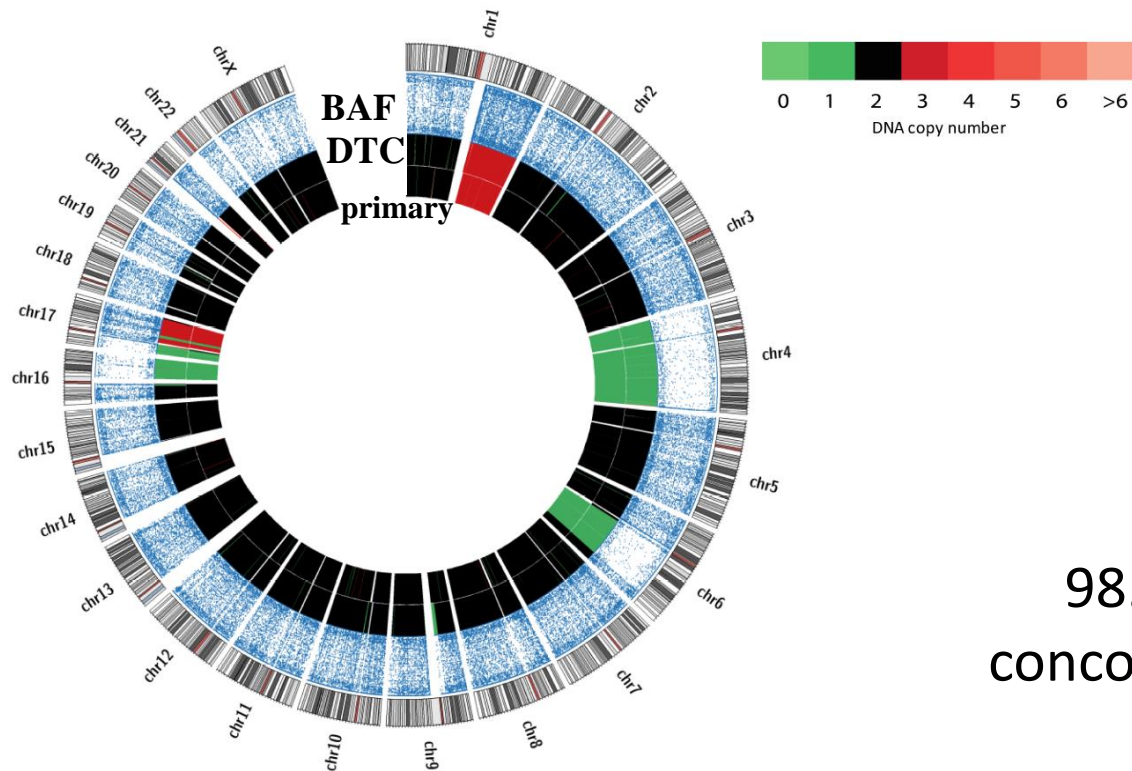 BAF
DTC
primary
chr1
chr2
chr3
chr4
chr5
chr6
chr7
chr8
chr9
chr10
chr11
chr12
chr13
chr14
chr15
chr16
chr17
chr18
chr19
chr20
chr21
chr22
chrX
0 1 2 3 4 5 6 >6
DNA copy number
98.
conco